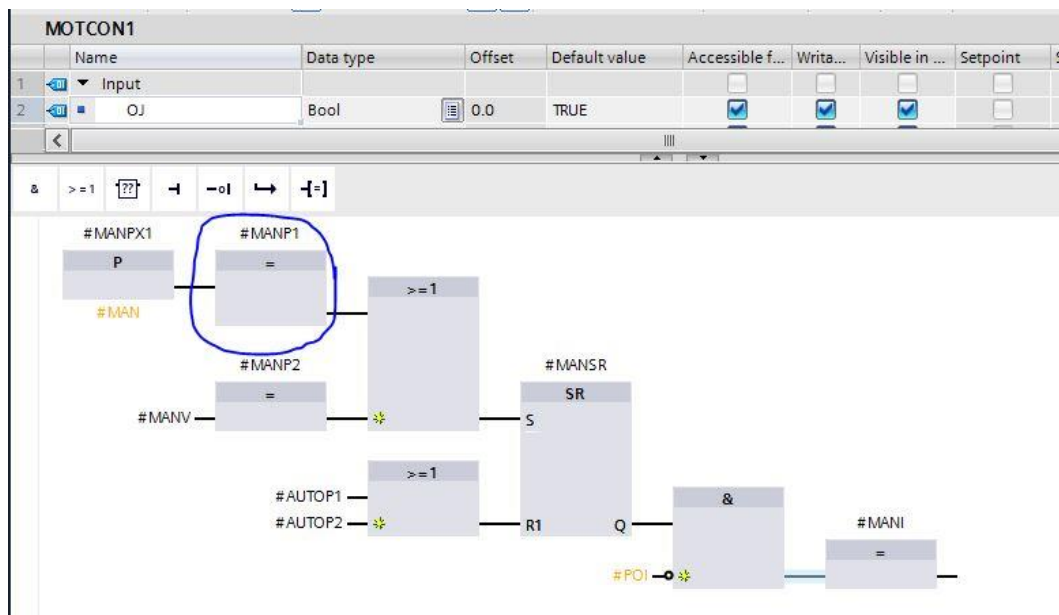 MOTCON1
Name Data type Offset Default value Accessible f... Writa... Visible in ... Setpoint
1 Input
2 OJ Bool 0.0 TRUE
& >=1 ?? =
#MANPX1 #MANP1
P =
>=1
#MAN
#MANP2 #MANSR
= SR
#MANV
S
>=1
#AUTOP1 &
#AUTOP2 R1 Q #MANI
=
#POI